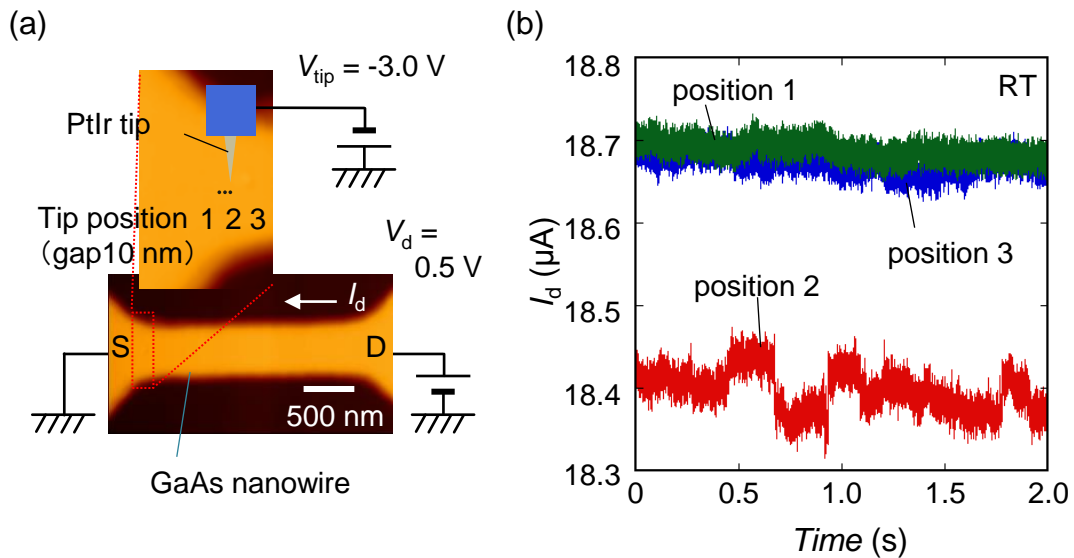 (a)
V_tip = -3.0 V
PtIr tip
Tip position 1 2 3
(gap10 nm)
V_d =
0.5 V
I_d
S
D
500 nm
GaAs nanowire
(b)
18.8
18.7
18.6
18.5
18.4
18.3
I_d (μA)
RT
position 1
position 3
position 2
0
0.5
1.0
1.5
2.0
Time (s)